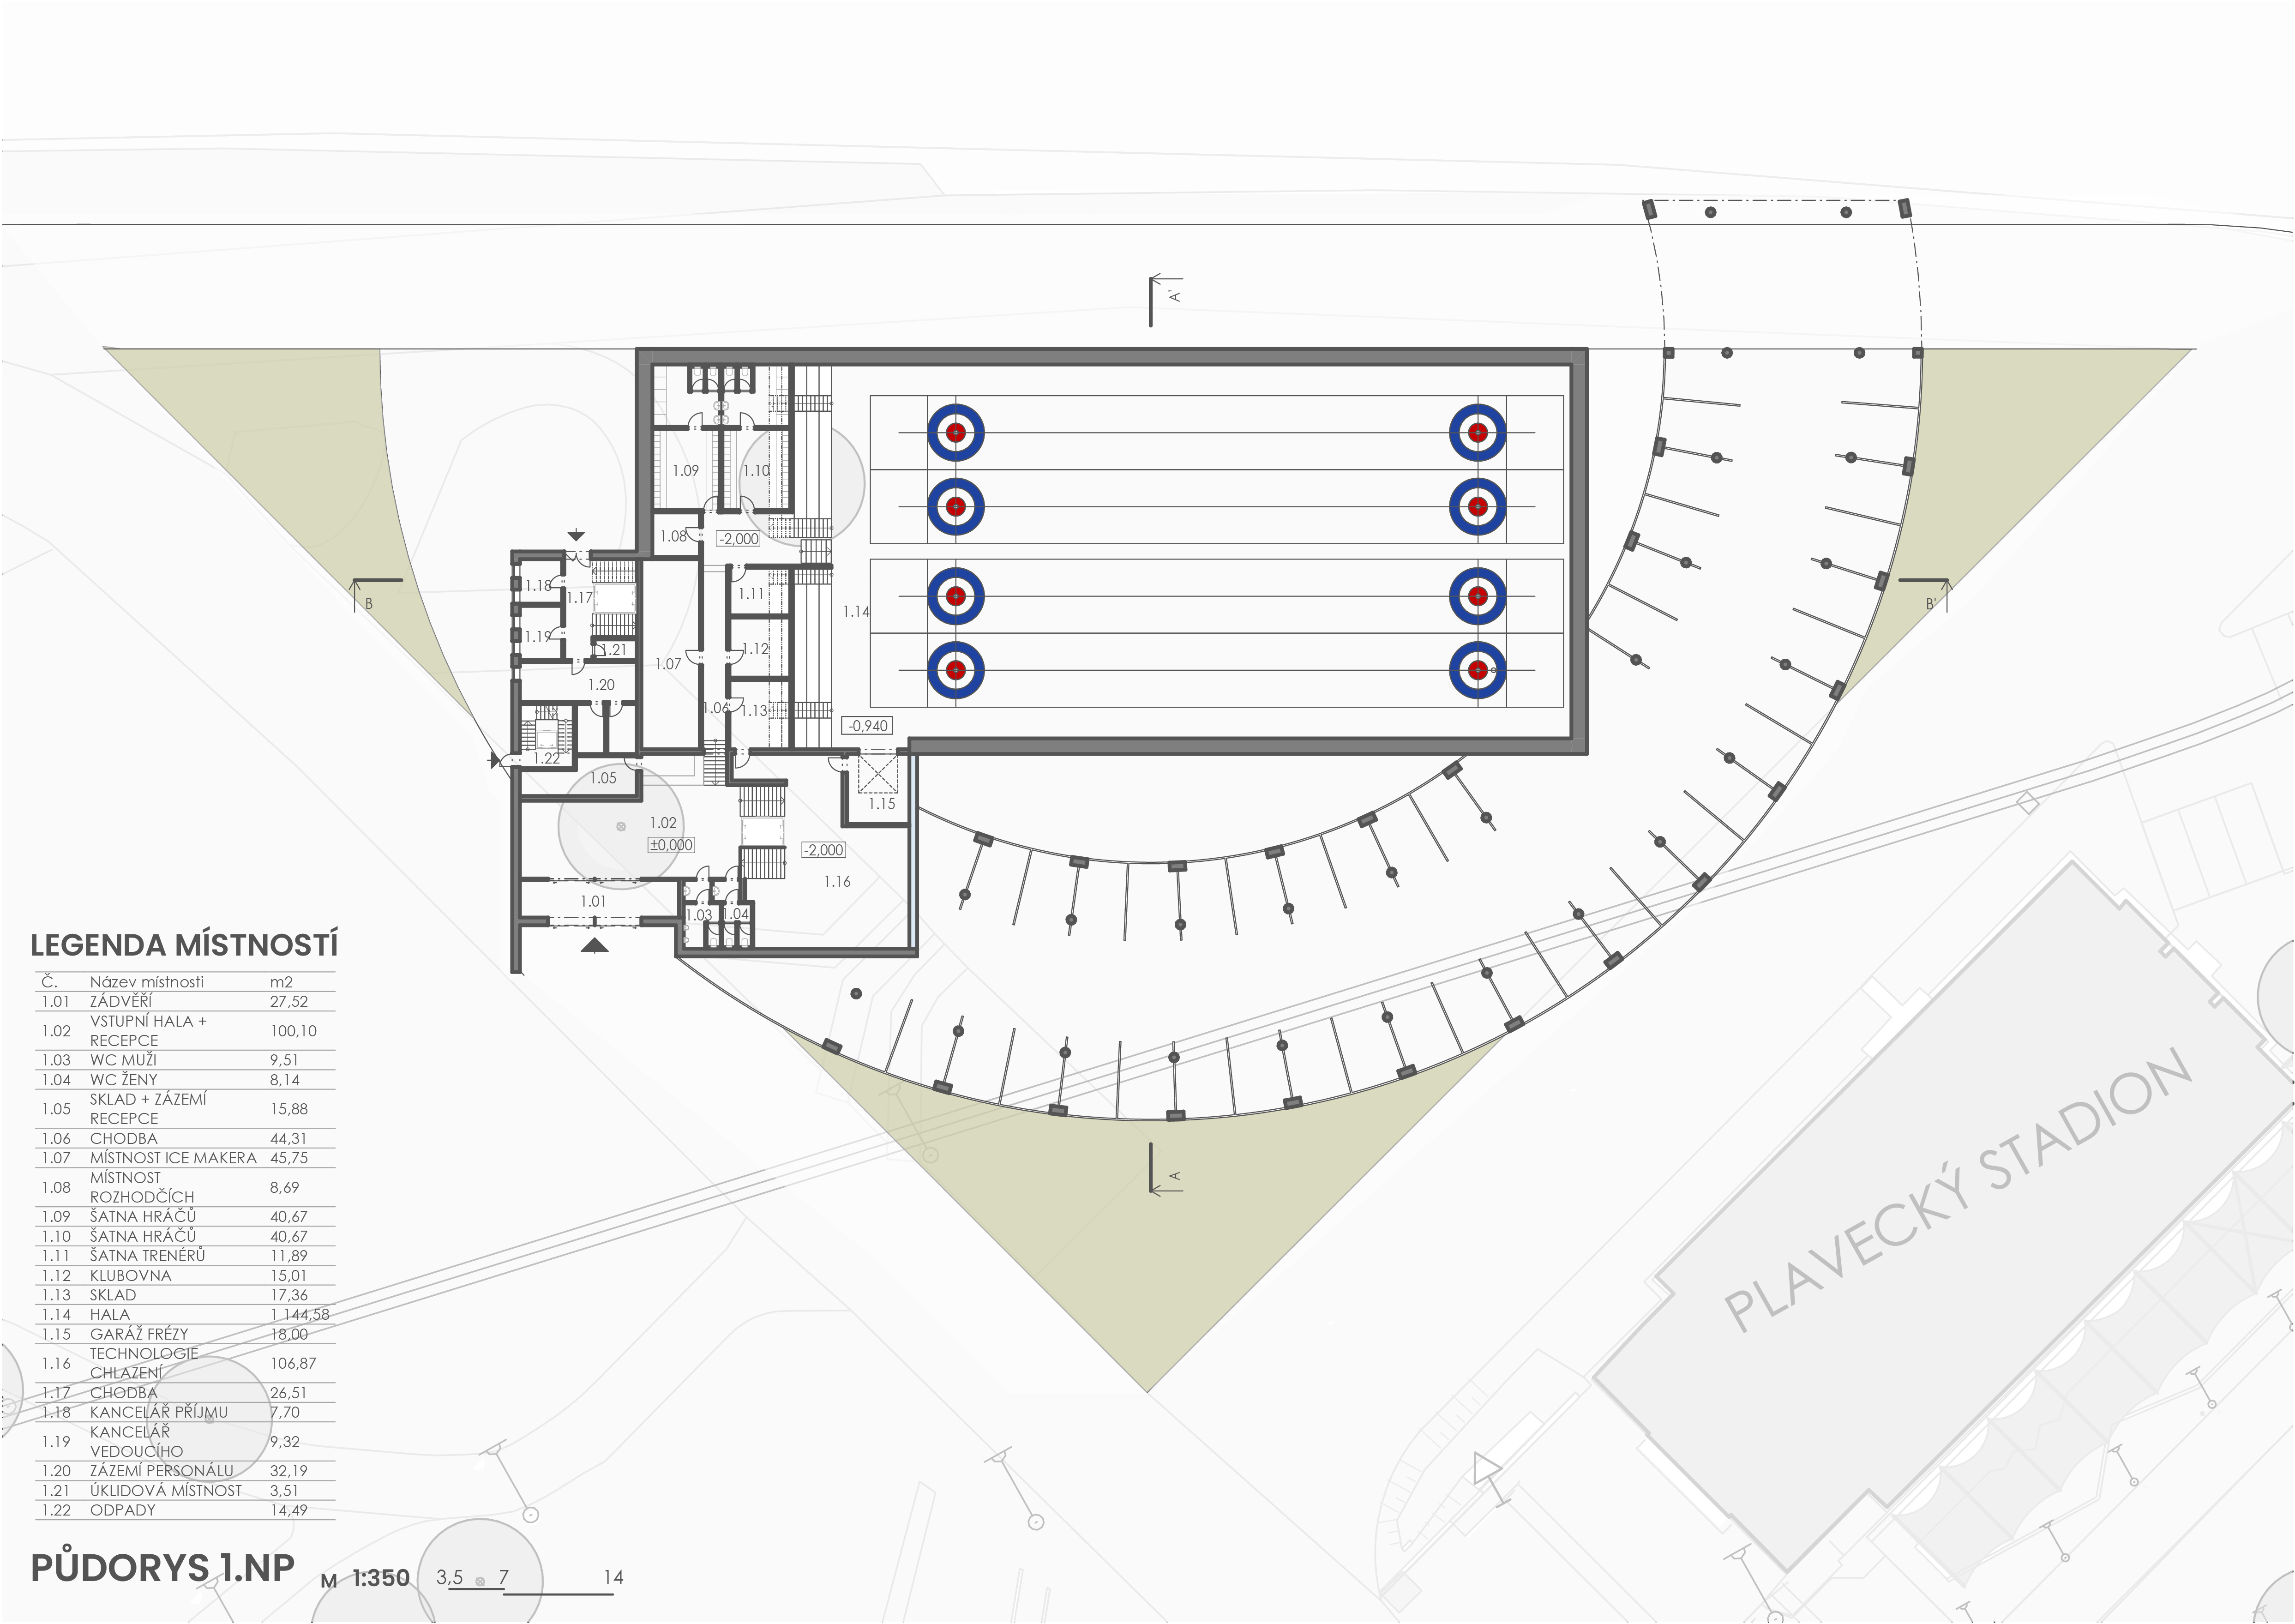 A'
B
B'
1.09
1.10
1.08
-2,000
1.18
1.17
1.11
1.14
1.19
1.21
1.12
1.07
1.20
1.06
1.13
-0,940
1.22
1.05
1.15
1.02
±0,000
-2,000
1.16
1.01
1.03
1.04
A
PLAVECKÝ STADION
LEGENDA MÍSTNOSTÍ
Č. Název místnosti m2
1.01 ZÁDVĚŘÍ 27,52
1.02 VSTUPNÍ HALA + RECEPCE 100,10
1.03 WC MUŽI 9,51
1.04 WC ŽENY 8,14
1.05 SKLAD + ZÁZEMÍ RECEPCE 15,88
1.06 CHODBA 44,31
1.07 MÍSTNOST ICE MAKERA 45,75
1.08 MÍSTNOST ROZHODČÍCH 8,69
1.09 ŠATNA HRÁČŮ 40,67
1.10 ŠATNA HRÁČŮ 40,67
1.11 ŠATNA TRENÉRŮ 11,89
1.12 KLUBOVNA 15,01
1.13 SKLAD 17,36
1.14 HALA 1 144,58
1.15 GARÁŽ FRÉZY 18,00
1.16 TECHNOLOGIE CHLAZENÍ 106,87
1.17 CHODBA 26,51
1.18 KANCELÁŘ PŘÍJMU 7,70
1.19 KANCELÁŘ VEDOUCÍHO 9,32
1.20 ZÁZEMÍ PERSONÁLU 32,19
1.21 ÚKLIDOVÁ MÍSTNOST 3,51
1.22 ODPADY 14,49
PŮDORYS 1.NP M 1:350 3,5 7 14